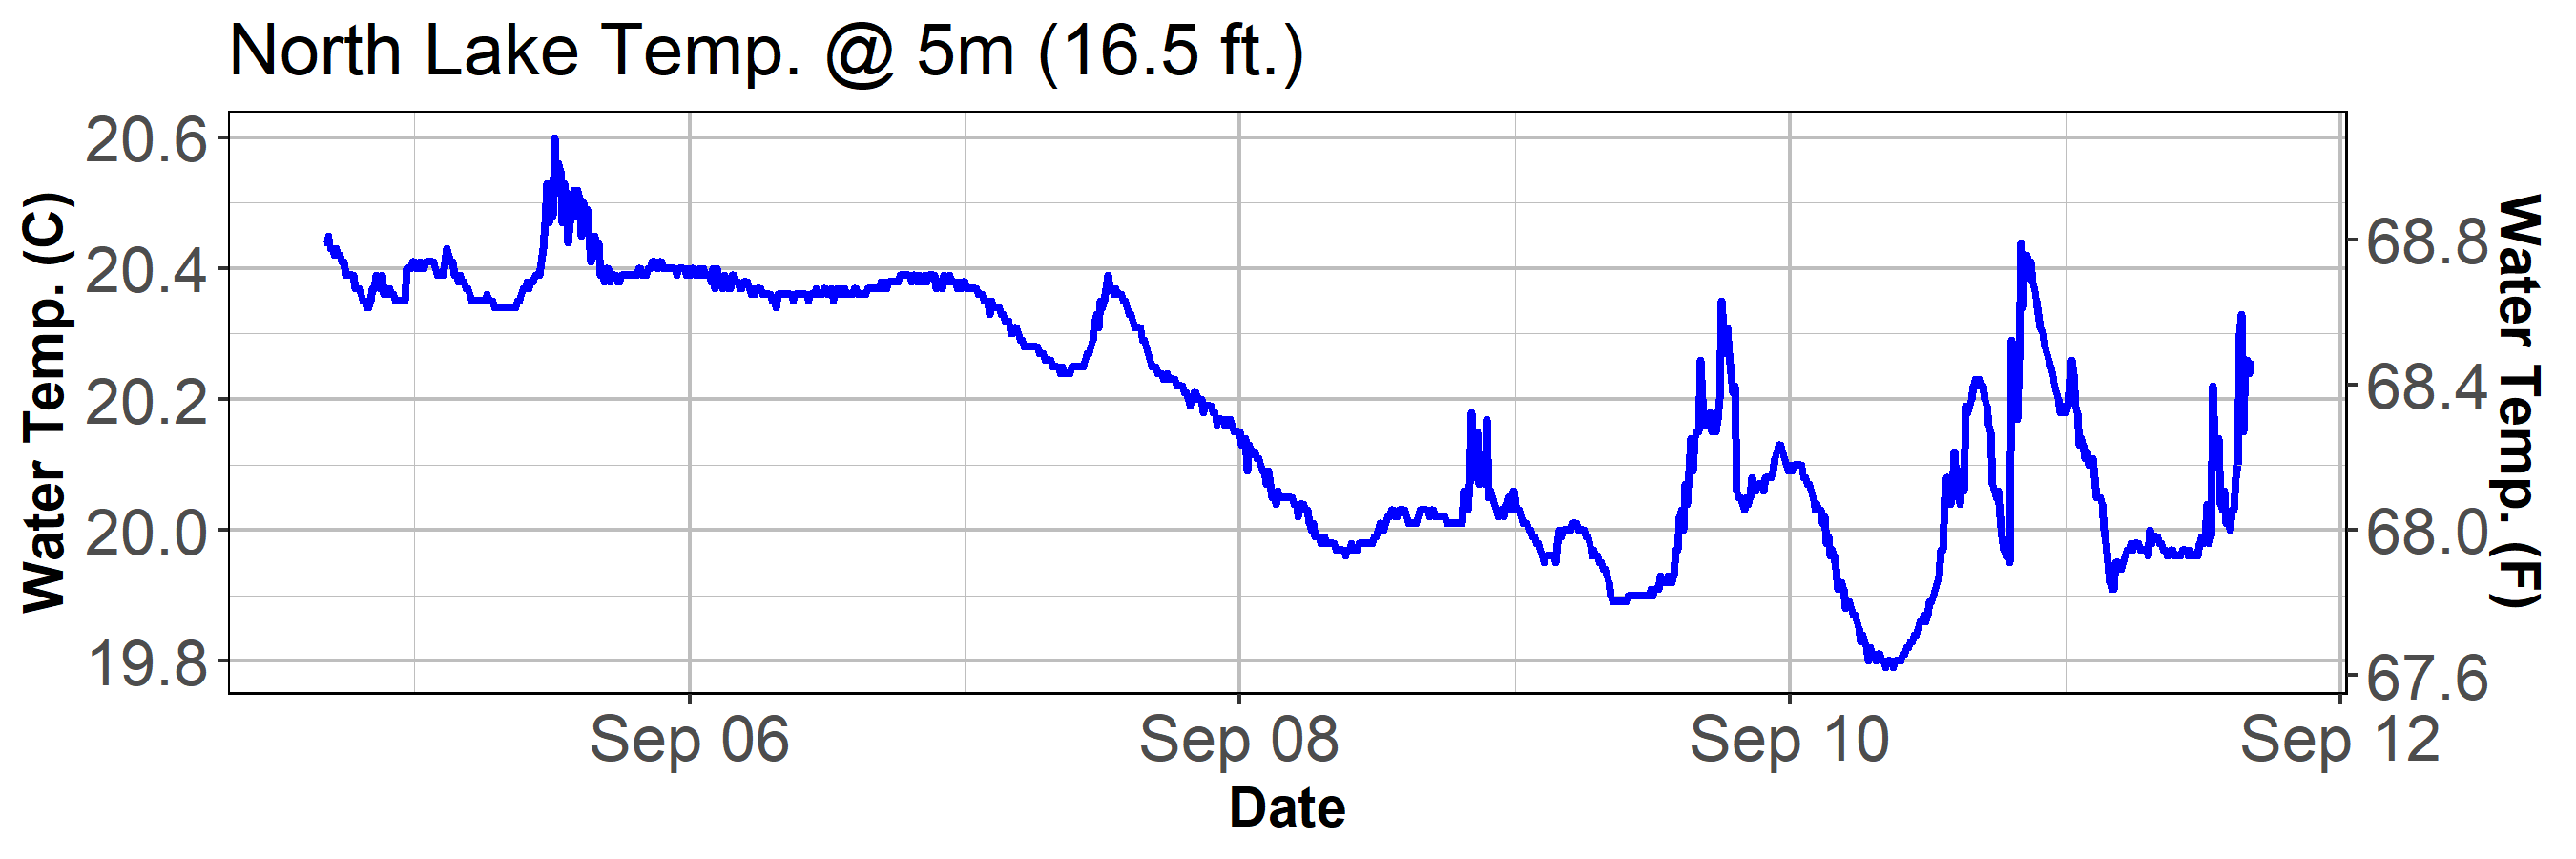 North Lake Temp. @ 5m (16.5 ft.)
Water Temp. (C)
20.6
20.4
20.2
20.0
19.8
68.8
68.4
68.0
67.6
Water Temp. (F)
Sep 06
Sep 08
Sep 10
Sep 12
Date